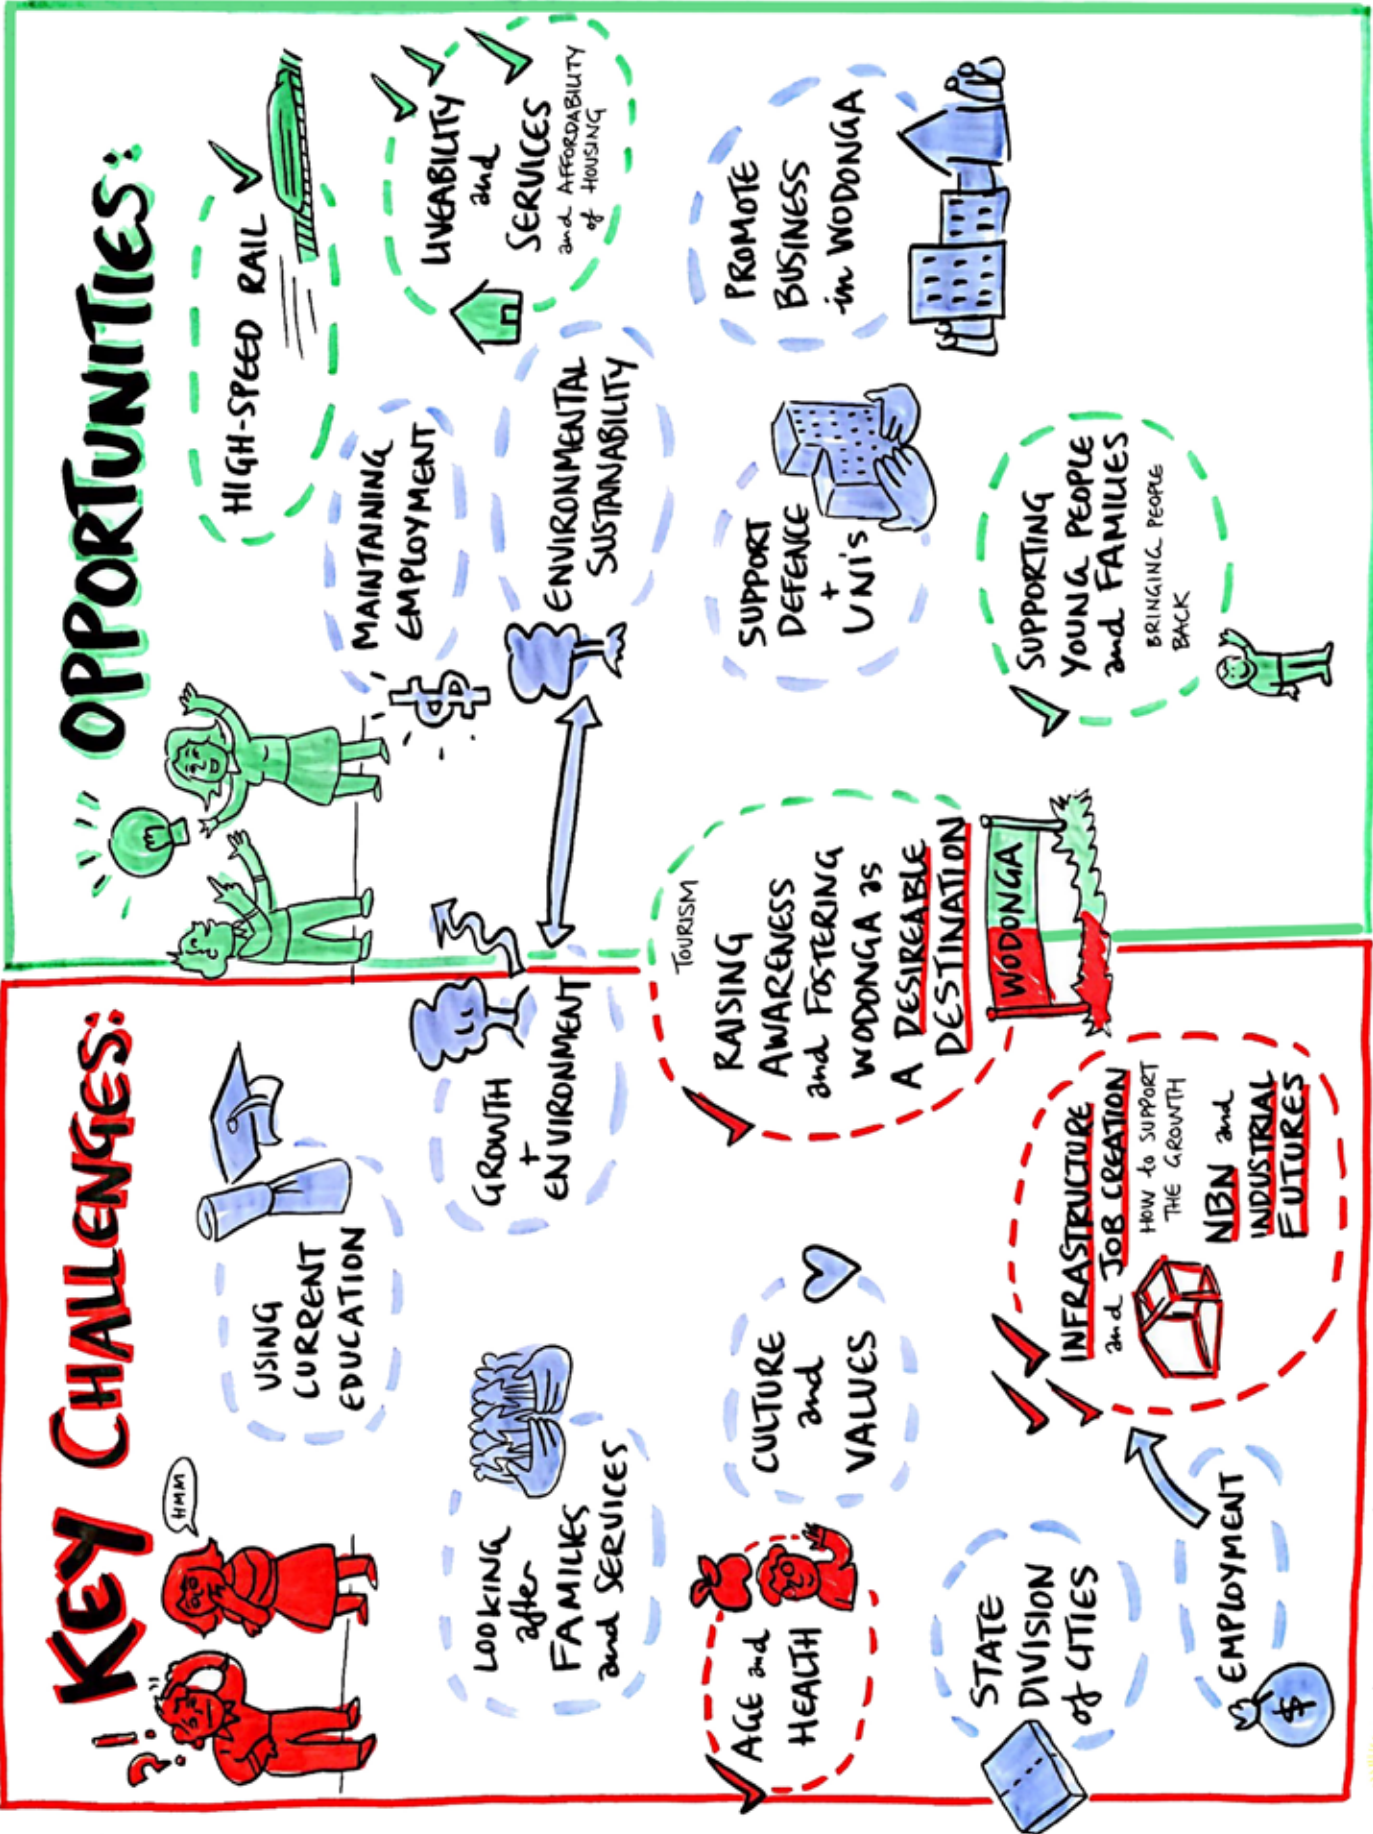 KEY CHALLENGES:
HMM
?!
USING
CURRENT
EDUCATION
LOOKING
after
FAMILIES
and SERVICES
GROWTH
+
ENVIRONMENT
AGE and
HEALTH
CULTURE
and
VALUES
STATE
DIVISION
of CITIES
EMPLOYMENT
$
INFRASTRUCTURE
and JOB CREATION
HOW to SUPPORT
THE GROWTH
NBN and
INDUSTRIAL
FUTURES
TOURISM
RAISING
AWARENESS
and FOSTERING
WODONGA as
A DESIREABLE
DESTINATION
WODONGA
OPPORTUNITIES:
HIGH-SPEED RAIL
MAINTAINING
EMPLOYMENT
$
LIVEABILITY
and
SERVICES
and AFFORDABILITY
of HOUSING
ENVIRONMENTAL
SUSTANABILITY
SUPPORT
DEFENCE
+
UNI'S
PROMOTE
BUSINESS
in WODONGA
SUPPORTING
YOUNG PEOPLE
and FAMILIES
BRINGING PEOPLE
BACK